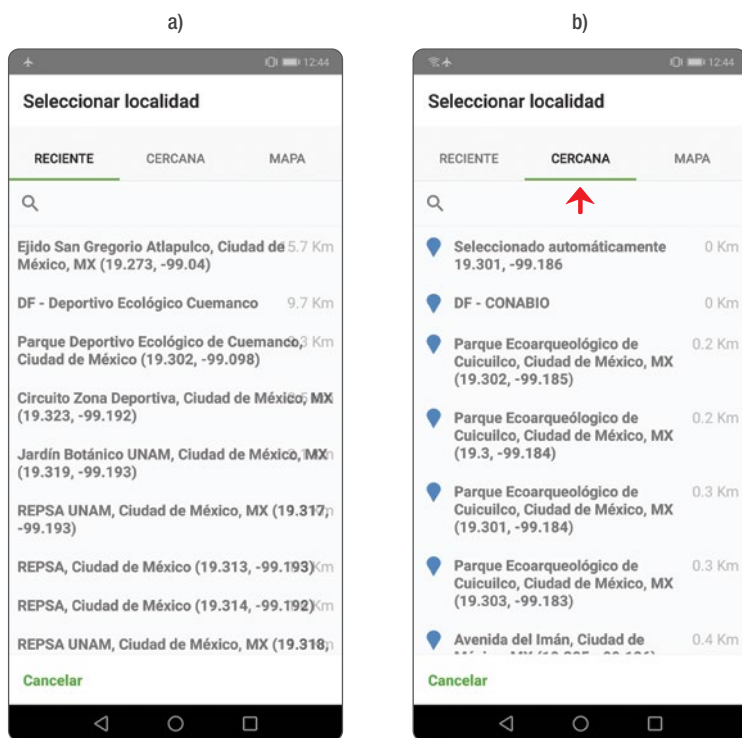 a)
12:44
Seleccionar localidad
RECIENTE CERCANA MAPA
Ejido San Gregorio Atlapulco, Ciudad de 5.7 Km
México, MX (19.273, -99.04)
DF - Deportivo Ecológico Cuemanco 9.7 Km
Parque Deportivo Ecológico de Cuemanco, Km
Ciudad de México (19.302, -99.098)
Circuito Zona Deportiva, Ciudad de México, MX
(19.323, -99.192)
Jardín Botánico UNAM, Ciudad de México, MX
(19.319, -99.193)
REPSA UNAM, Ciudad de México, MX (19.317,
-99.193)
REPSA, Ciudad de México (19.313, -99.193) Km
REPSA, Ciudad de México (19.314, -99.192) Km
REPSA UNAM, Ciudad de México, MX (19.318,
Cancelar
b)
12:44
Seleccionar localidad
RECIENTE CERCANA MAPA
Seleccionado automáticamente 0 Km
19.301, -99.186
DF - CONABIO 0 Km
Parque Ecoarqueológico de 0.2 Km
Cuicuilco, Ciudad de México, MX
(19.302, -99.185)
Parque Ecoarqueólogico de 0.2 Km
Cuicuilco, Ciudad de México, MX
(19.3, -99.184)
Parque Ecoarqueológico de 0.3 Km
Cuicuilco, Ciudad de México, MX
(19.301, -99.184)
Parque Ecoarqueológico de 0.3 Km
Cuicuilco, Ciudad de México, MX
(19.303, -99.183)
Avenida del Imán, Ciudad de 0.4 Km
Cancelar